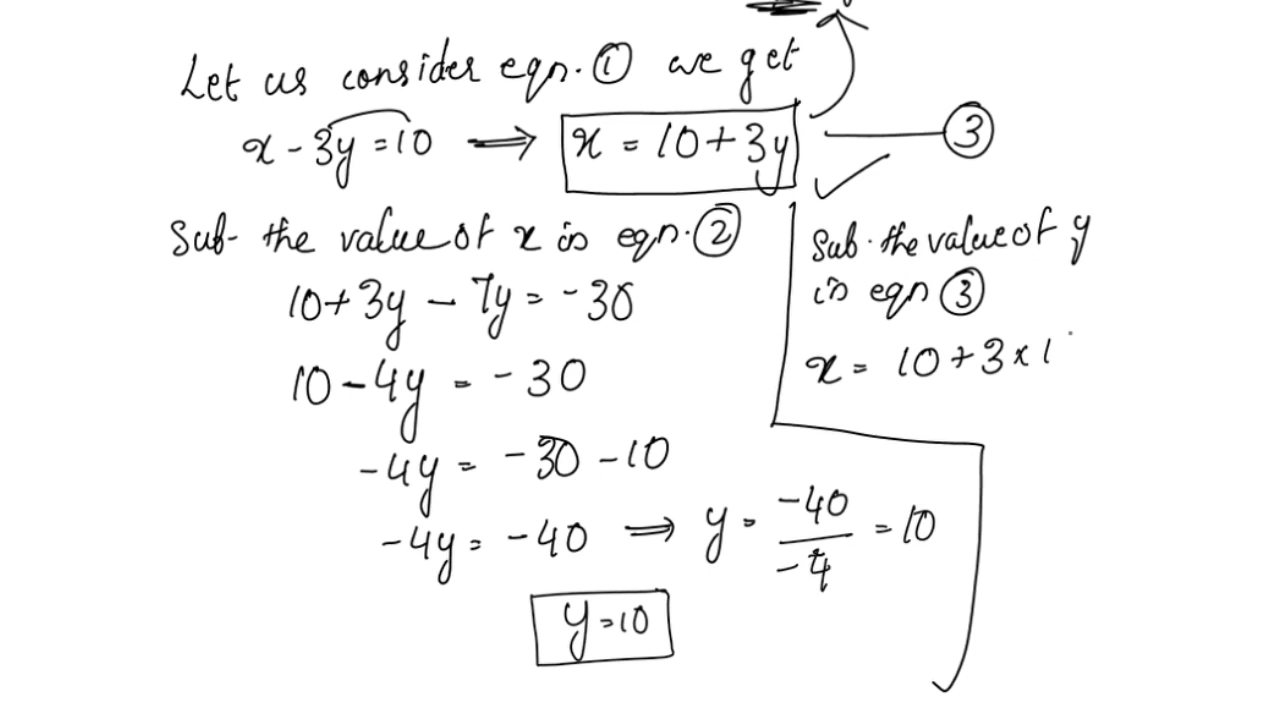 Let us consider eqn. ① we get
x - 3y = 10 ⟹ x = 10 + 3y ③
Sub- the value of x in eqn. ②
10 + 3y - 7y = -30
10 - 4y = -30
-4y = -30 - 10
-4y = -40 ⟹ y = -40/-4 = 10
y = 10
Sub. the value of y
in eqn ③
x = 10 + 3 × 1